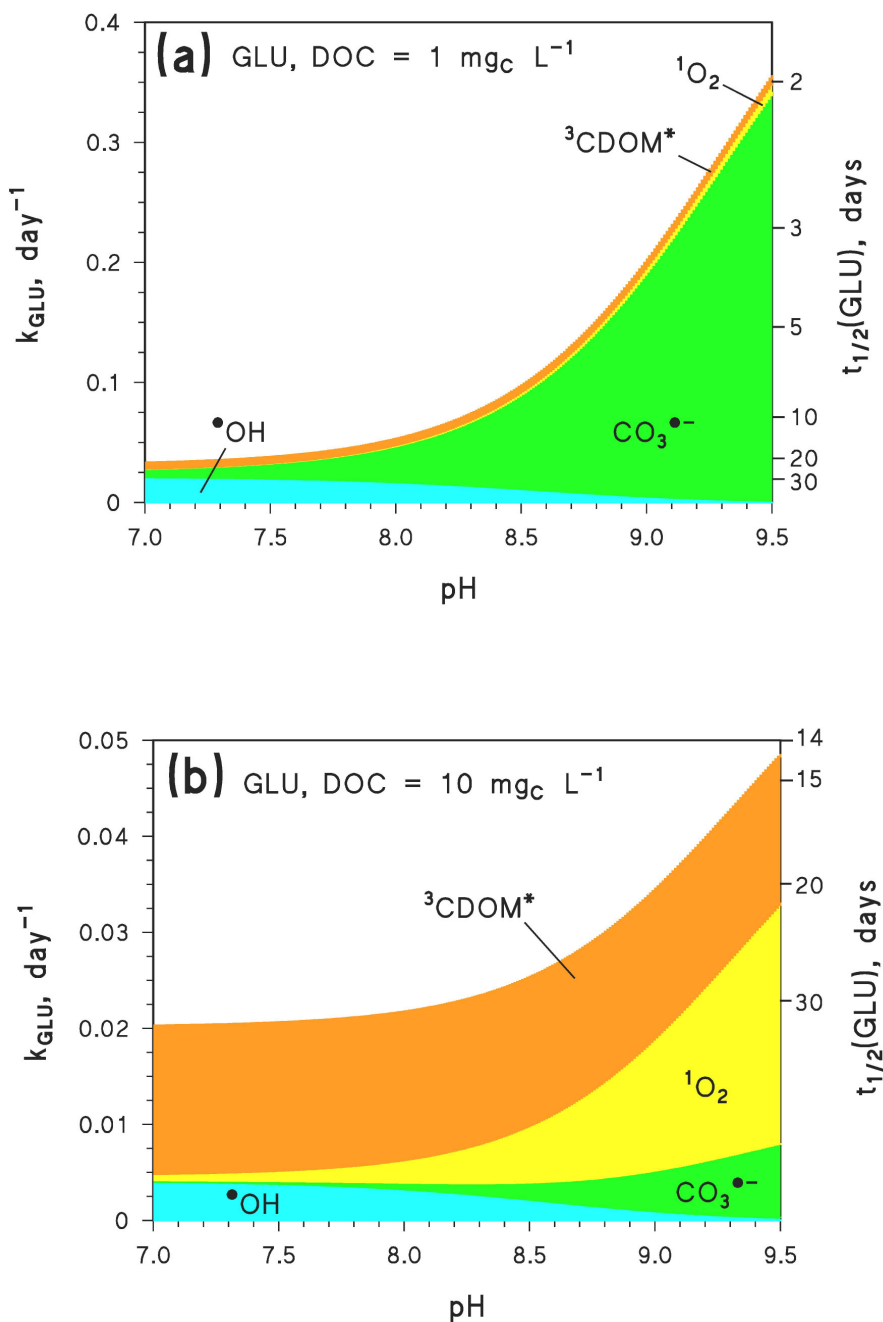 (a) GLU, DOC = 1 mgC L−1
0.4
0.3
0.2
0.1
0
kGLU, day−1
1O2
3CDOM*
•OH
CO3•−
2
3
5
10
20
30
t1/2(GLU), days
7.0 7.5 8.0 8.5 9.0 9.5
pH
(b) GLU, DOC = 10 mgC L−1
0.05
0.04
0.03
0.02
0.01
0
kGLU, day−1
3CDOM*
1O2
•OH
CO3•−
14
15
20
30
t1/2(GLU), days
7.0 7.5 8.0 8.5 9.0 9.5
pH